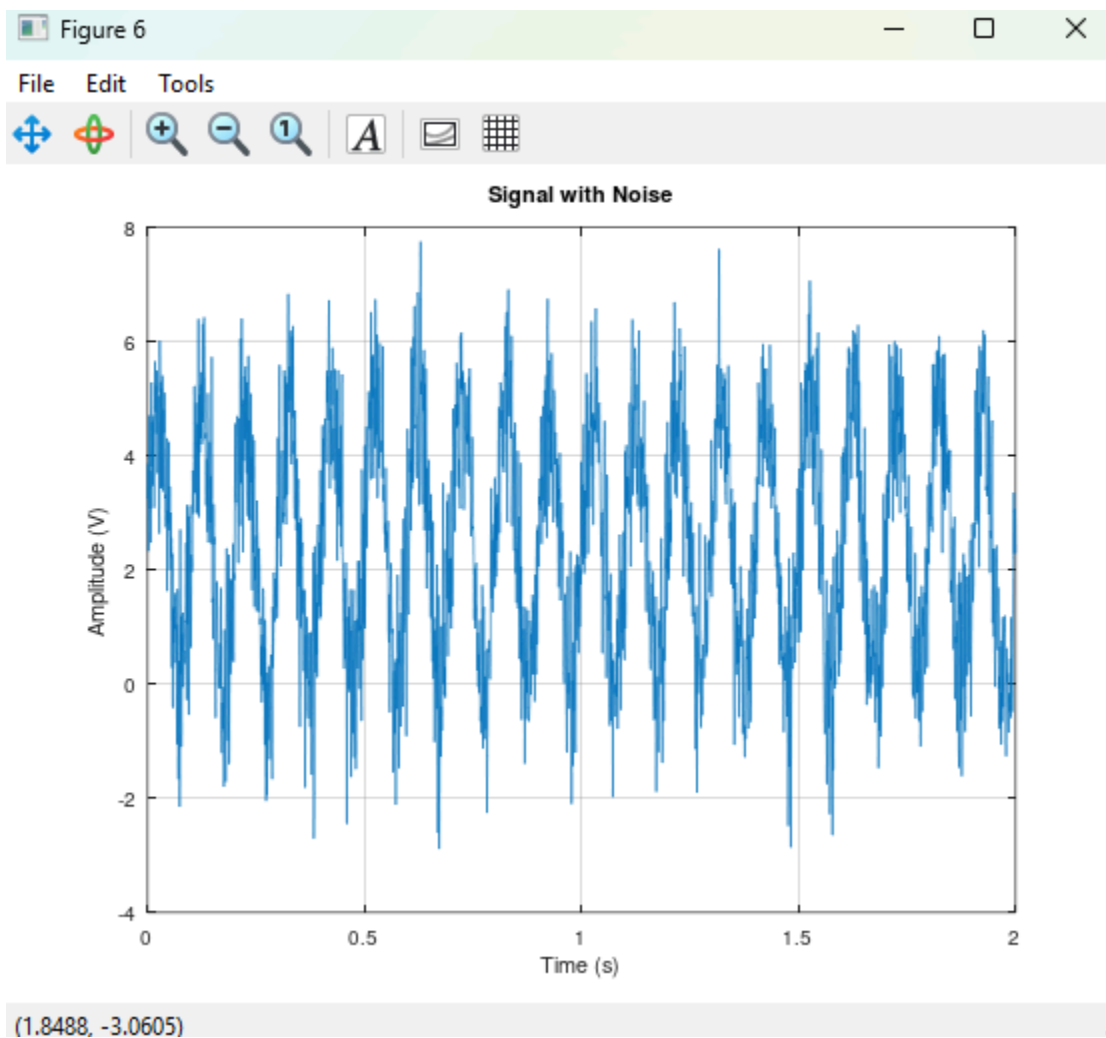 Figure 6
File Edit Tools
1 A
Signal with Noise
8
6
4
2
0
-2
-4
Amplitude (V)
0 0.5 1 1.5 2
Time (s)
(1.8488, -3.0605)